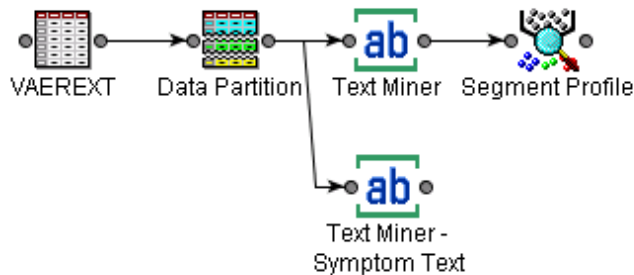 ab
VAEREXT Data Partition Text Miner Segment Profile
ab
Text Miner -
Symptom Text